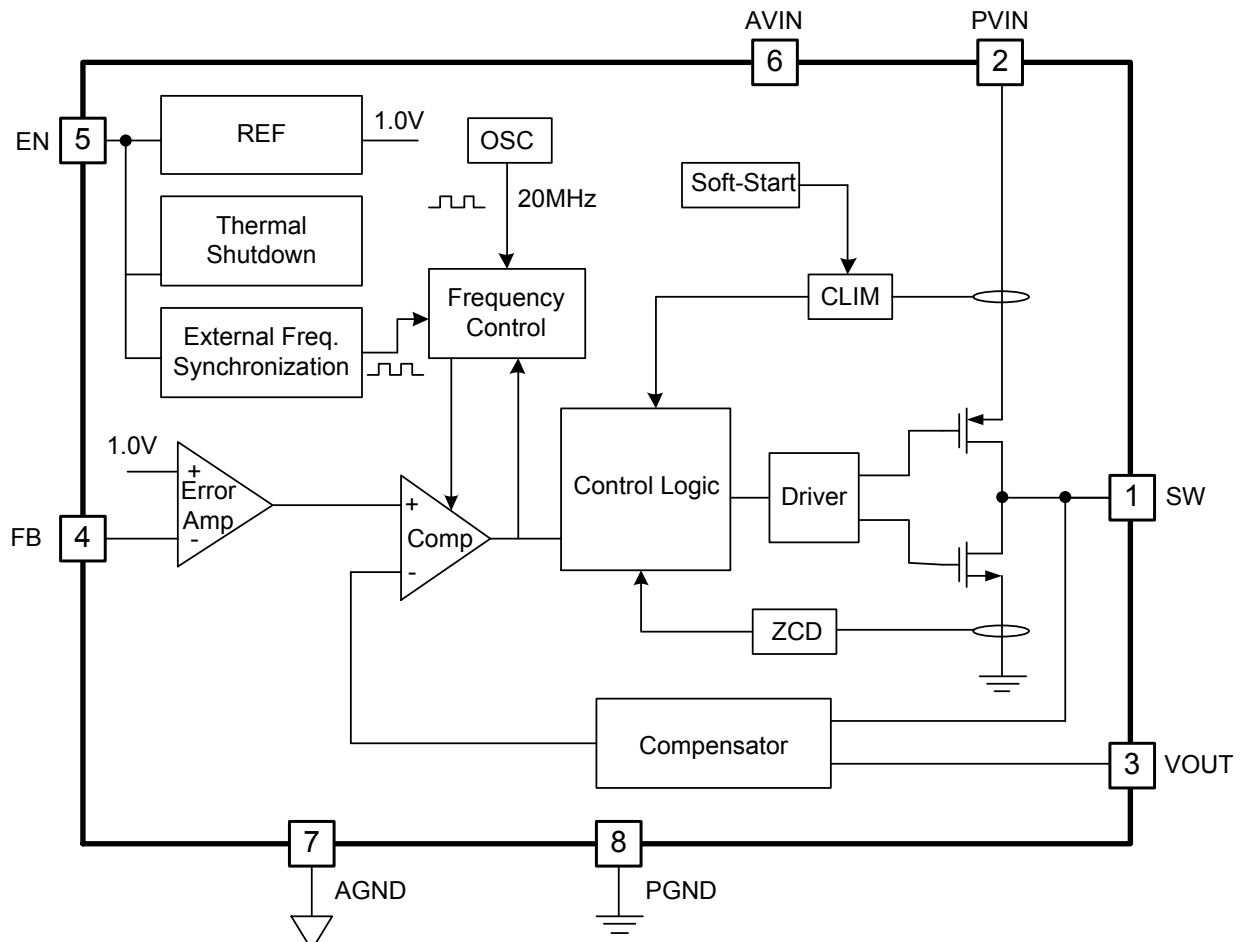 AVIN
PVIN
6
2
EN
5
REF
1.0V
OSC
20MHz
Soft-Start
Thermal
Shutdown
Frequency
Control
CLIM
External Freq.
Synchronization
1.0V
+
Error
Amp
-
FB
4
+
Comp
-
Control Logic
Driver
1
SW
ZCD
Compensator
3
VOUT
7
AGND
8
PGND